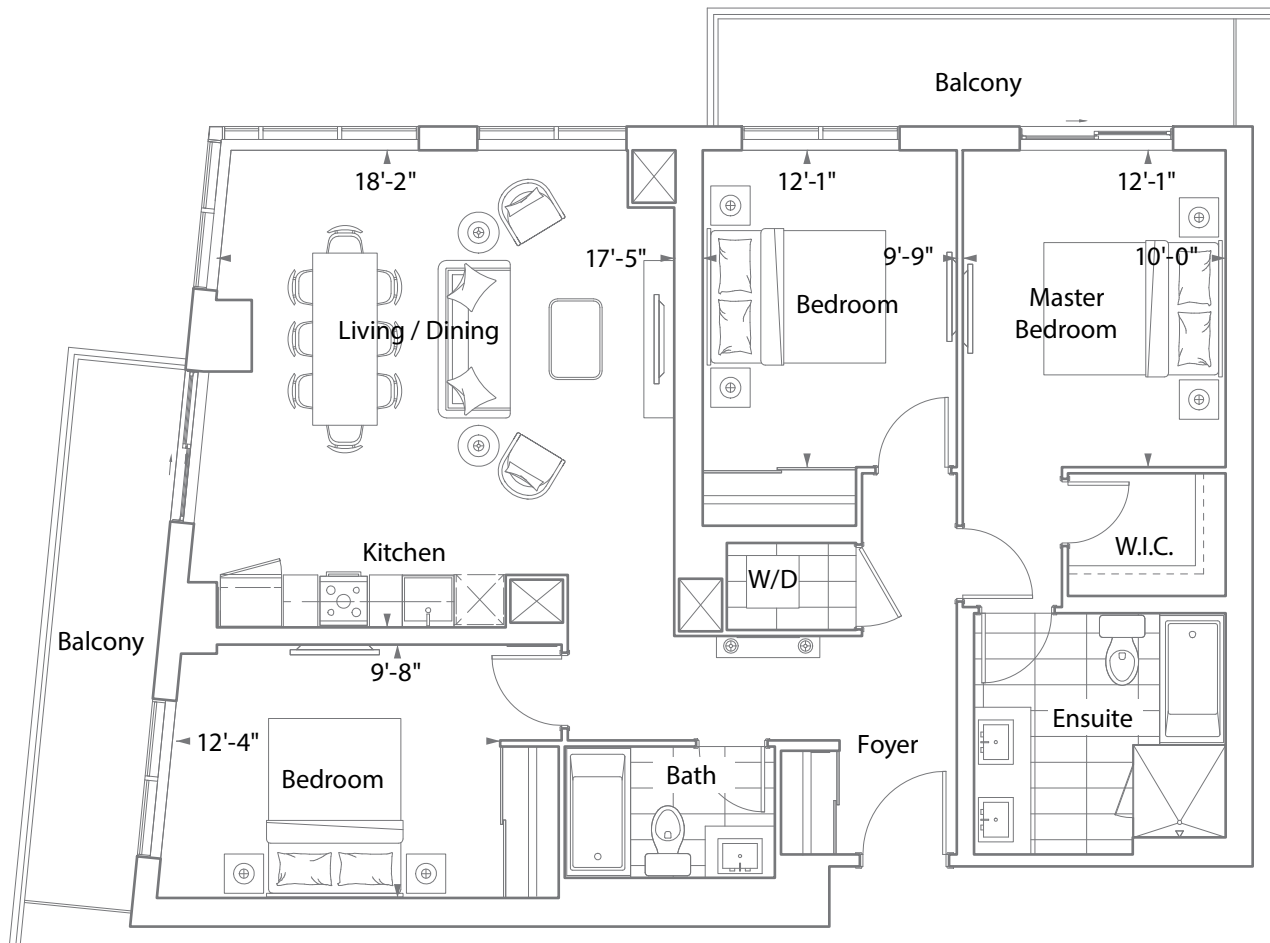 Balcony
18'-2"
12'-1"
12'-1"
17'-5"
9'-9"
10'-0"
Living / Dining
Bedroom
Master
Bedroom
Kitchen
W/D
W.I.C.
Balcony
9'-8"
12'-4"
Bedroom
Bath
Foyer
Ensuite